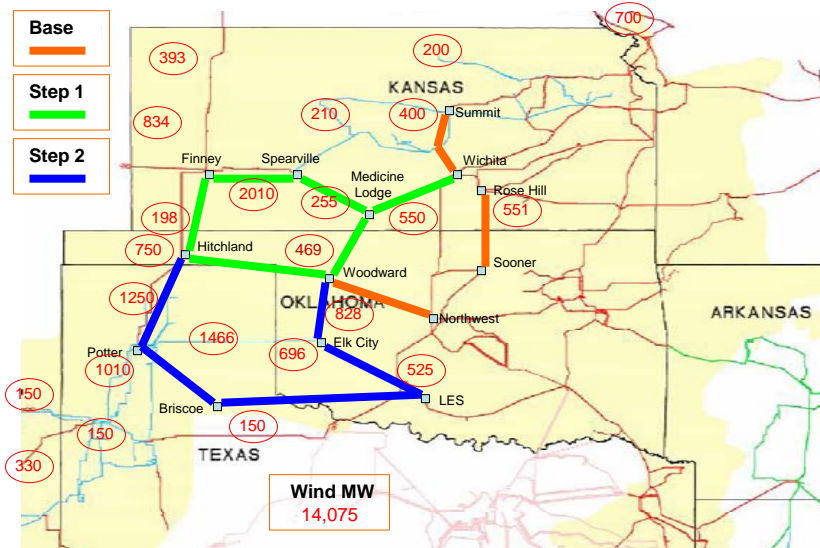 Base
700
200
393
Step 1
KANSAS
210
400
Summit
834
Step 2
Finney
Spearville
Medicine
Lodge
Wichita
Rose Hill
2010
255
550
551
198
750
Hitchland
469
Woodward
Sooner
1250
OKLAHOMA
828
Northwest
ARKANSAS
1466
696
Elk City
Potter
1010
525
150
LES
Briscoe
150
150
330
TEXAS
Wind MW
14,075